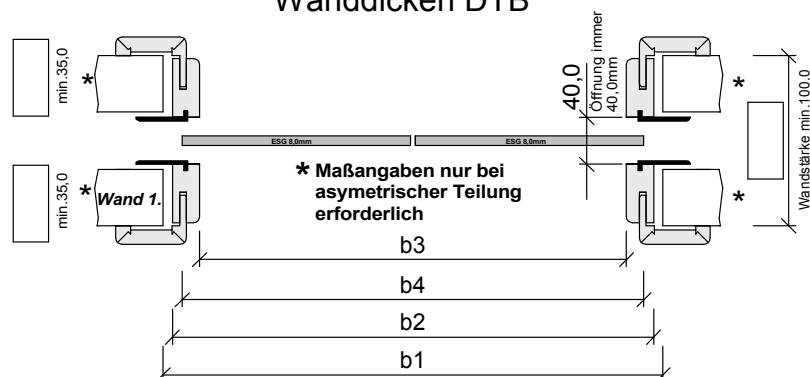 Wanddicken DTB
min.35,0
*
40,0
Öffnung immer
40,0mm
*
Wandstärke min.100,0
ESG 8,0mm
ESG 8,0mm
min.35,0
*
Wand 1.
* Maßangaben nur bei
asymetrischer Teilung
erforderlich
*
b3
b4
b2
b1